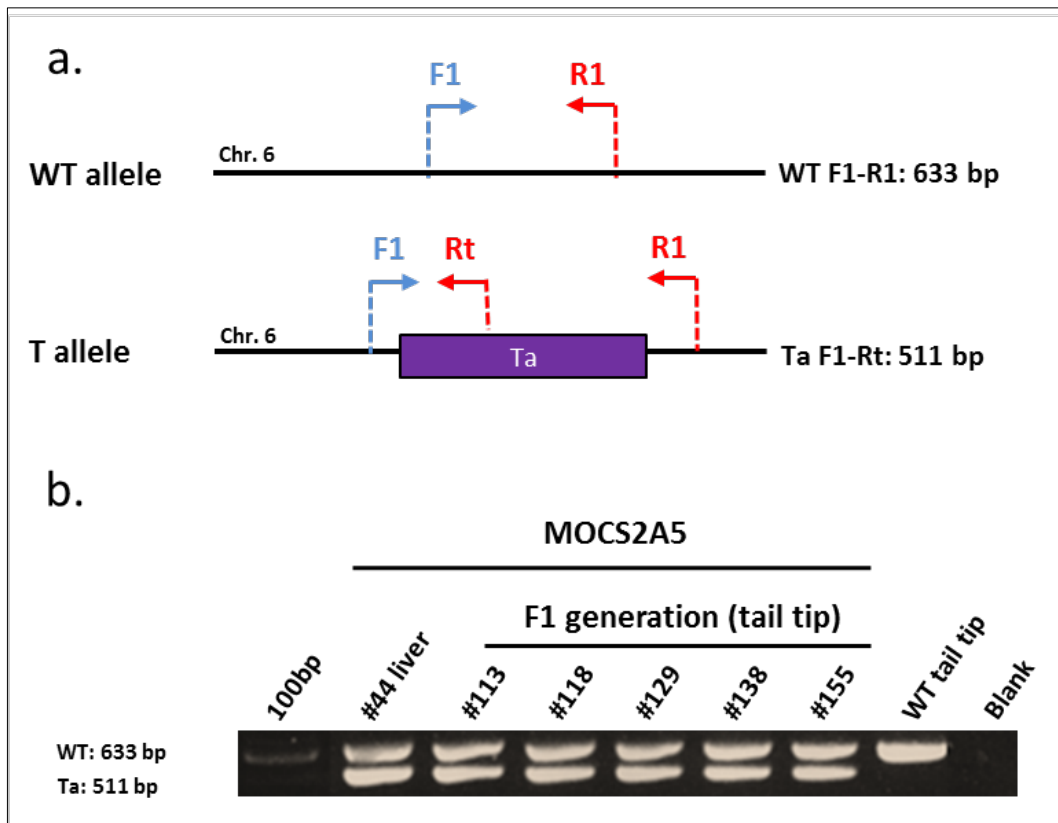 a.
F1 R1
Chr. 6
WT allele WT F1-R1: 633 bp
F1 Rt R1
Chr. 6
T allele Ta Ta F1-Rt: 511 bp
b.
MOCS2A5
F1 generation (tail tip)
100bp #44 liver #113 #118 #129 #138 #155 WT tail tip Blank
WT: 633 bp
Ta: 511 bp